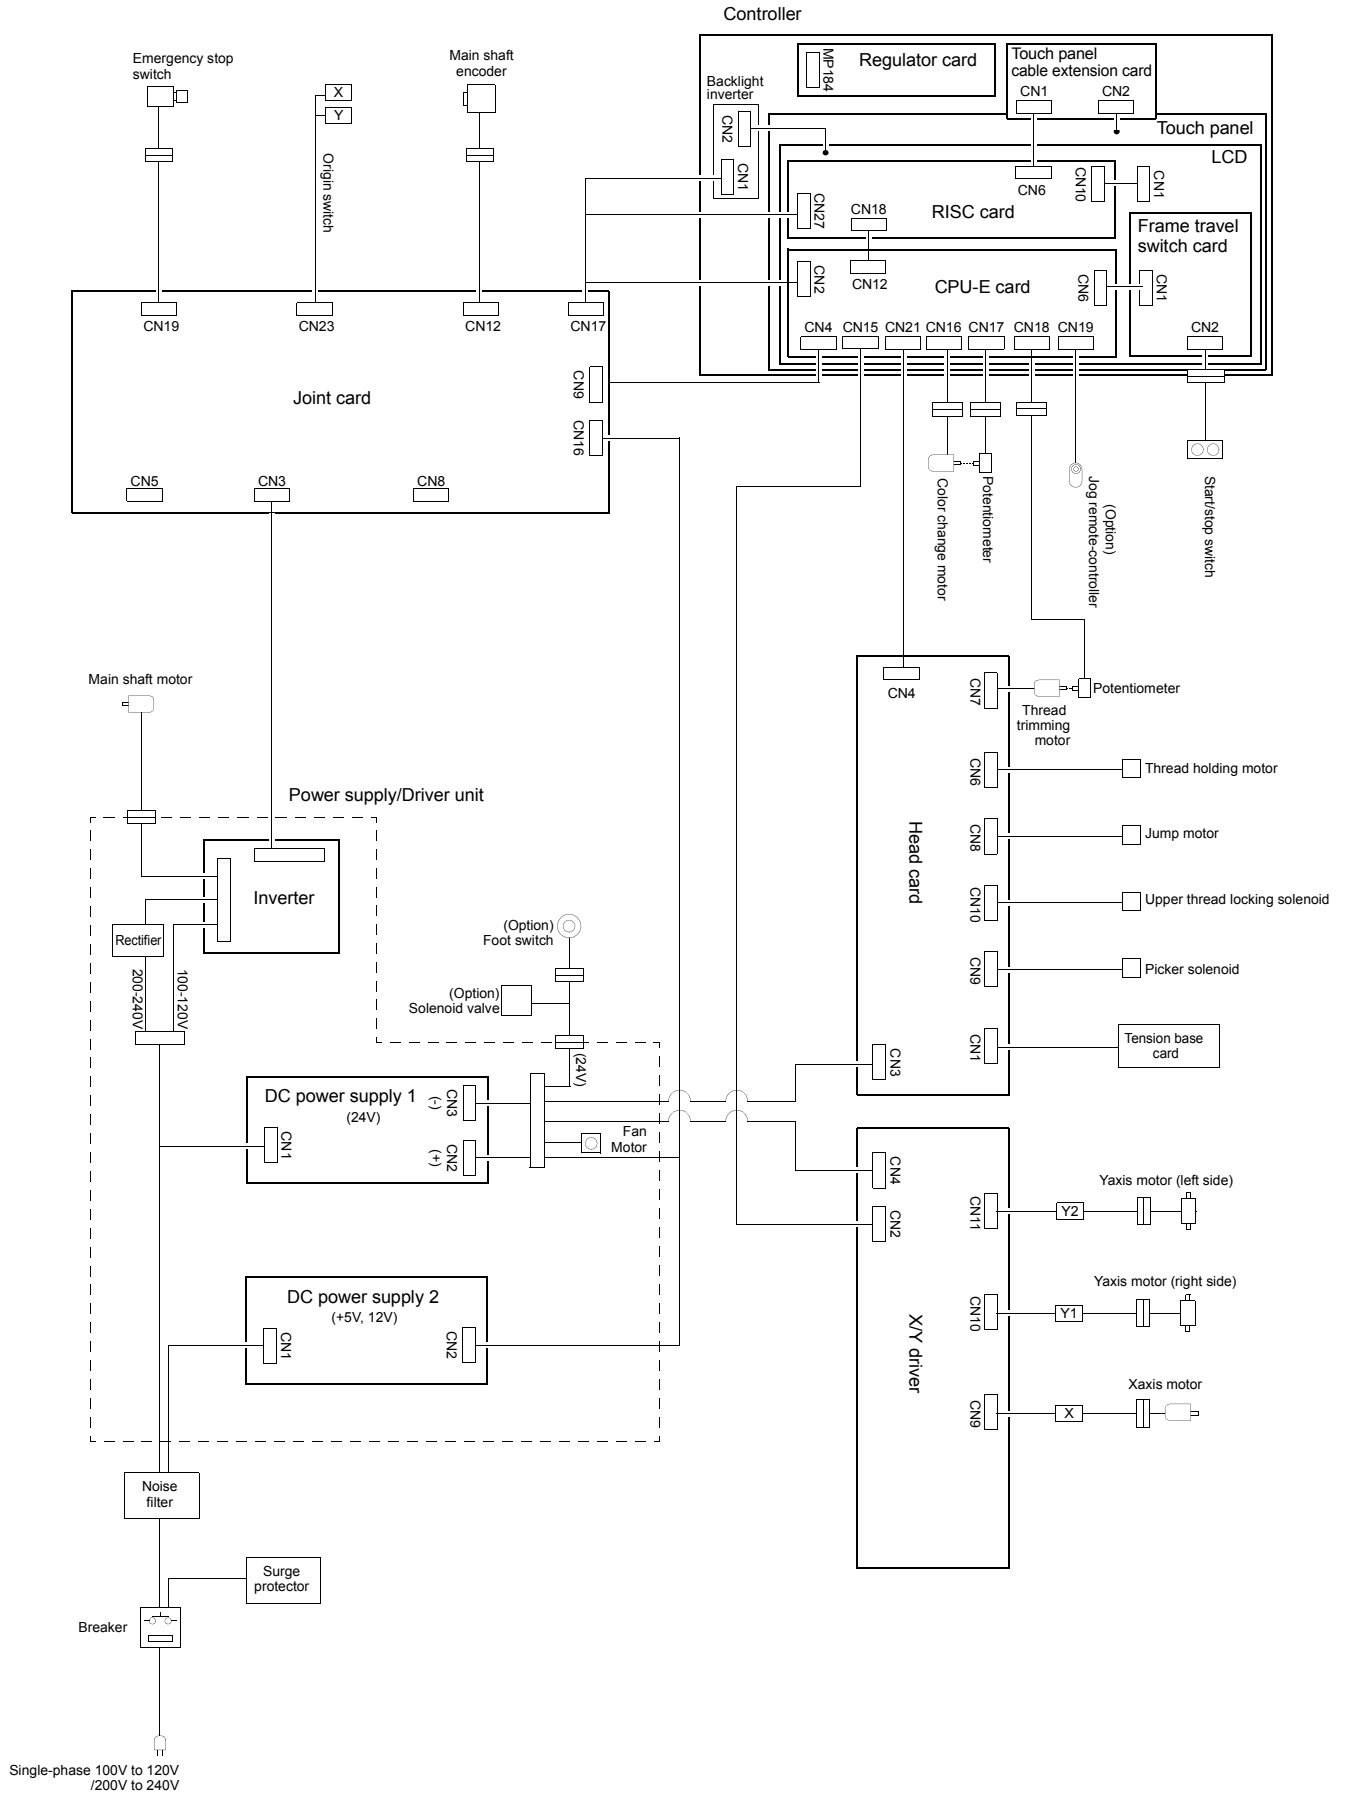 Controller
Emergency stop
switch
Main shaft
encoder
X
Y
Origin switch
Backlight
inverter
CN2
CN1
MP184
Regulator card
Touch panel
cable extension card
CN1
CN2
Touch panel
LCD
CN6
CN10
CN1
CN27
CN18
RISC card
Frame travel
switch card
CN2
CN12
CPU-E card
CN6
CN1
CN4
CN15
CN21
CN16
CN17
CN18
CN19
CN2
CN19
CN23
CN12
CN17
CN9
Joint card
CN16
CN5
CN3
CN8
Color change motor
Potentiometer
Jog remote-controller
(Option)
Start/stop switch
Main shaft motor
CN4
CN7
Potentiometer
Thread
trimming
motor
CN6
Thread holding motor
CN8
Jump motor
Head card
CN10
Upper thread locking solenoid
CN9
Picker solenoid
CN1
Tension base
card
CN3
Power supply/Driver unit
Inverter
Rectifier
200-240V
100-120V
(Option)
Foot switch
(Option)
Solenoid valve
(24V)
DC power supply 1
(24V)
CN3
(-)
CN1
CN2
(+)
Fan
Motor
CN4
CN2
CN11
Y2
Yaxis motor (left side)
CN10
Y1
Yaxis motor (right side)
X/Y driver
CN9
X
Xaxis motor
DC power supply 2
(+5V, 12V)
CN1
CN2
Noise
filter
Surge
protector
Breaker
Single-phase 100V to 120V
/200V to 240V